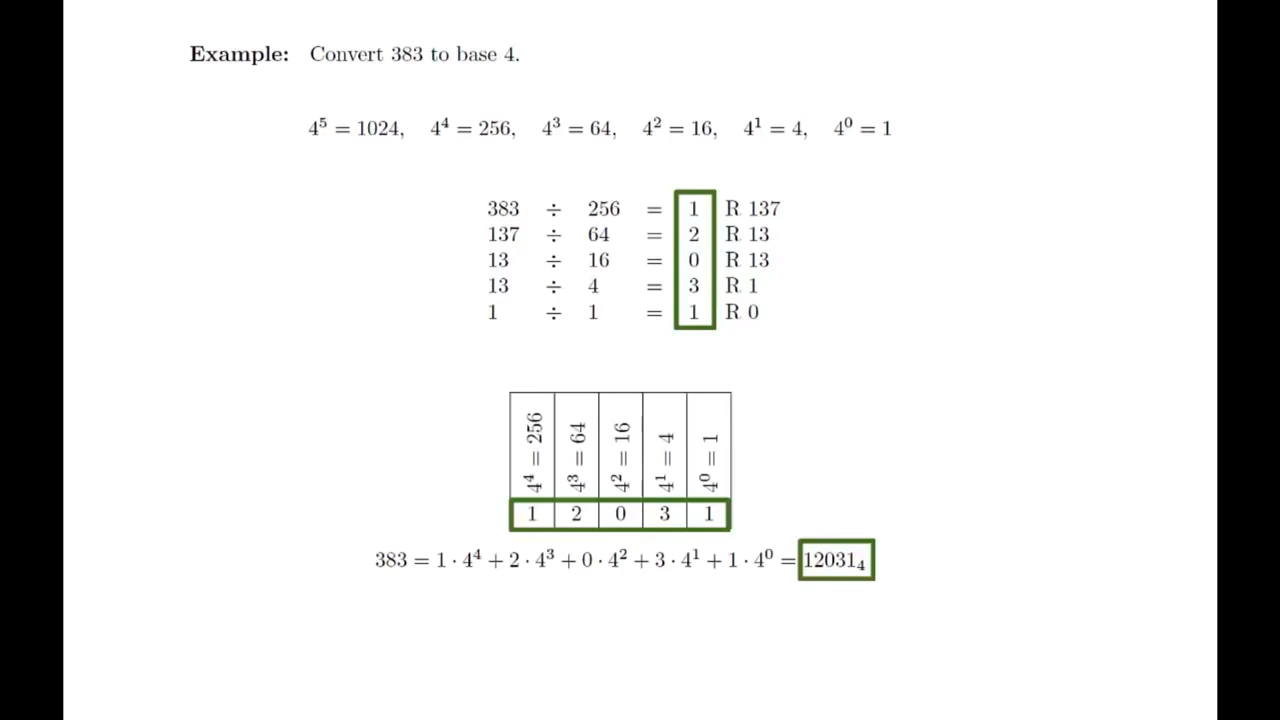 Example: Convert 383 to base 4.
4⁵ = 1024, 4⁴ = 256, 4³ = 64, 4² = 16, 4¹ = 4, 4⁰ = 1
383 ÷ 256 = 1 R 137
137 ÷ 64 = 2 R 13
13 ÷ 16 = 0 R 13
13 ÷ 4 = 3 R 1
1 ÷ 1 = 1 R 0
4⁴ = 256 4³ = 64 4² = 16 4¹ = 4 4⁰ = 1
1 2 0 3 1
383 = 1 · 4⁴ + 2 · 4³ + 0 · 4² + 3 · 4¹ + 1 · 4⁰ = 12031₄